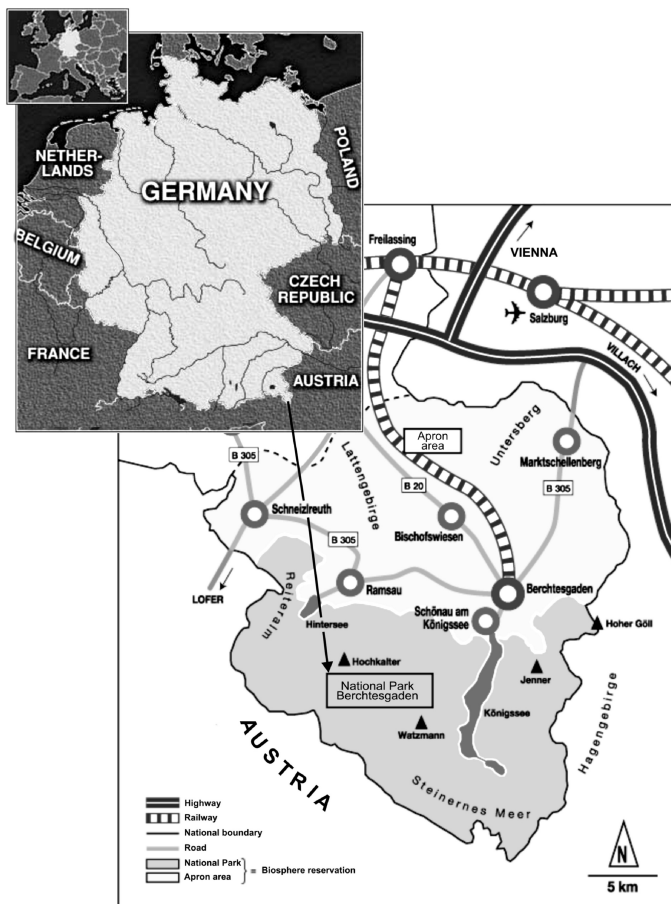 NETHER-
LANDS
BELGIUM
FRANCE
GERMANY
POLAND
CZECH
REPUBLIC
AUSTRIA
Freilassing
VIENNA
Salzburg
VILLACH
Untersberg
Apron
area
Marktschellenberg
B 305
Lattengebirge
B 20
B 305
Schneizlreuth
Bischofswiesen
B 305
Reiteralm
LOFER
Ramsau
Berchtesgaden
Hintersee
Schönau am
Königssee
Hoher Göll
Hochkalter
Jenner
National Park
Berchtesgaden
Königssee
Watzmann
Hagengebirge
AUSTRIA
Steinernes Meer
Highway
Railway
National boundary
Road
National Park
Apron area
= Biosphere reservation
N
5 km